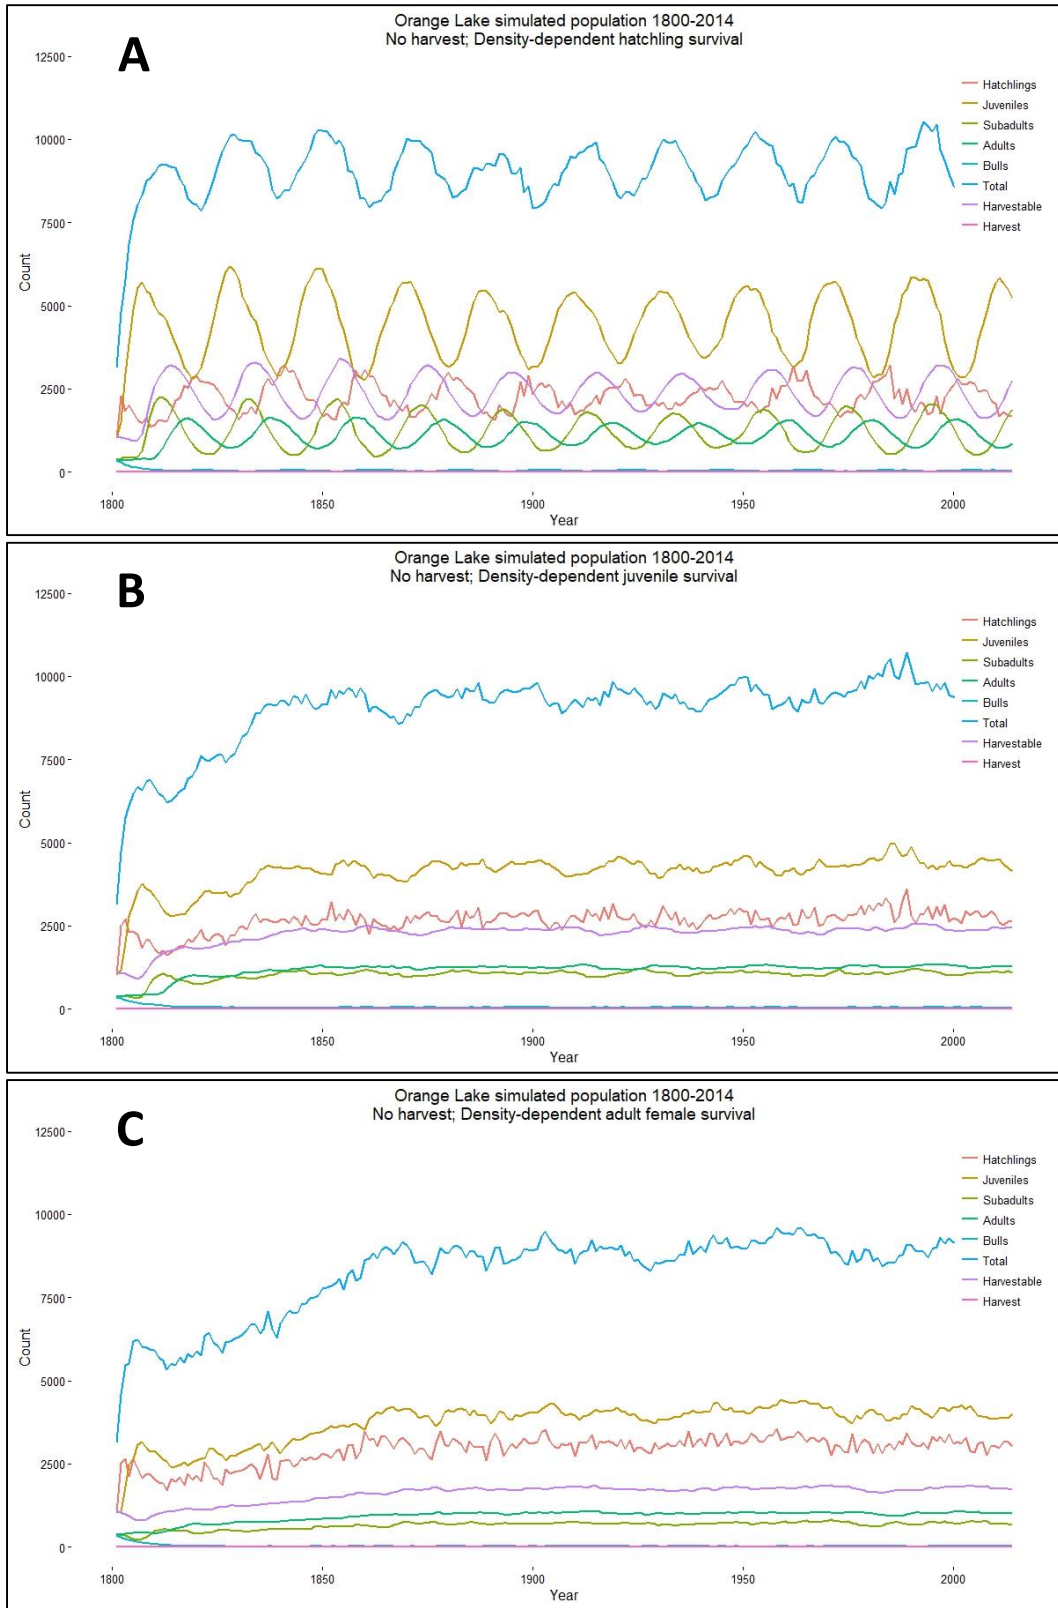 A
Orange Lake simulated population 1800-2014
No harvest; Density-dependent hatchling survival
12500
10000
7500
5000
2500
0
Count
1800 1850 1900 1950 2000
Year
Hatchlings
Juveniles
Subadults
Adults
Bulls
Total
Harvestable
Harvest
B
Orange Lake simulated population 1800-2014
No harvest; Density-dependent juvenile survival
12500
10000
7500
5000
2500
0
Count
1800 1850 1900 1950 2000
Year
Hatchlings
Juveniles
Subadults
Adults
Bulls
Total
Harvestable
Harvest
C
Orange Lake simulated population 1800-2014
No harvest; Density-dependent adult female survival
12500
10000
7500
5000
2500
0
Count
1800 1850 1900 1950 2000
Year
Hatchlings
Juveniles
Subadults
Adults
Bulls
Total
Harvestable
Harvest